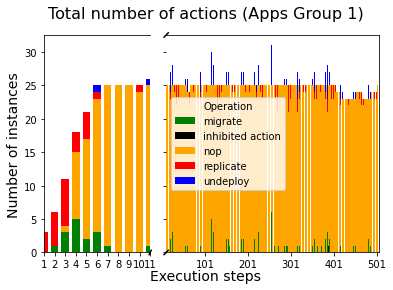 Total number of actions (Apps Group 1)
Number of instances
30
25
20
15
10
5
0
Operation
migrate
inhibited action
nop
replicate
undeploy
1 2 3 4 5 6 7 8 9 10 11 101 201 301 401 501
Execution steps